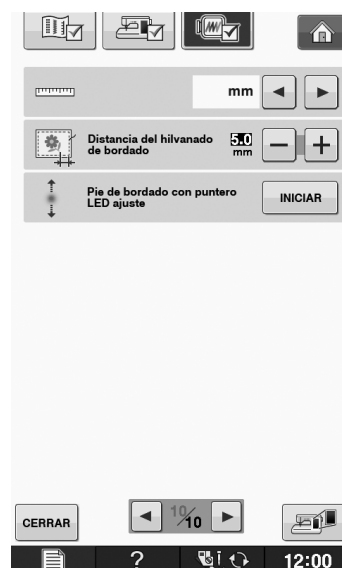 mm
Distancia del hilvanado de bordado
5.0 mm
Pie de bordado con puntero LED ajuste
INICIAR
CERRAR
10/10
?
12:00